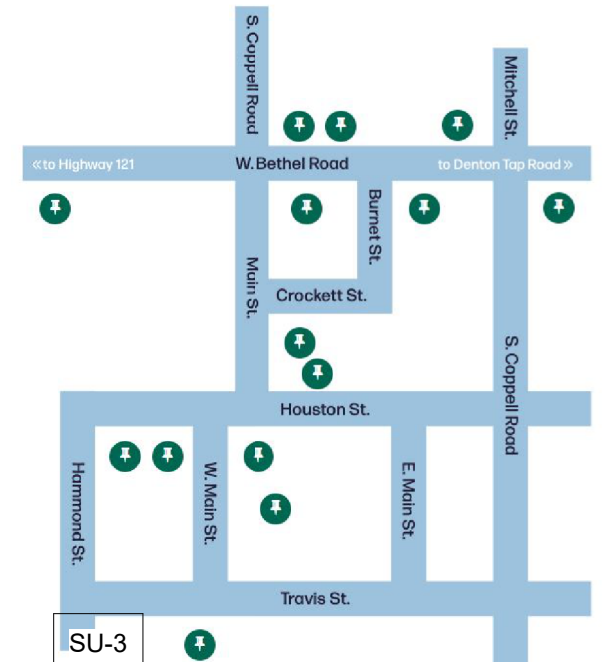 S. Coppell Road
Mitchell St.
«to Highway 121
W. Bethel Road
to Denton Tap Road»
Burnet St.
Main St.
Crockett St.
S. Coppell Road
Houston St.
Hammond St.
W. Main St.
E. Main St.
Travis St.
SU-3